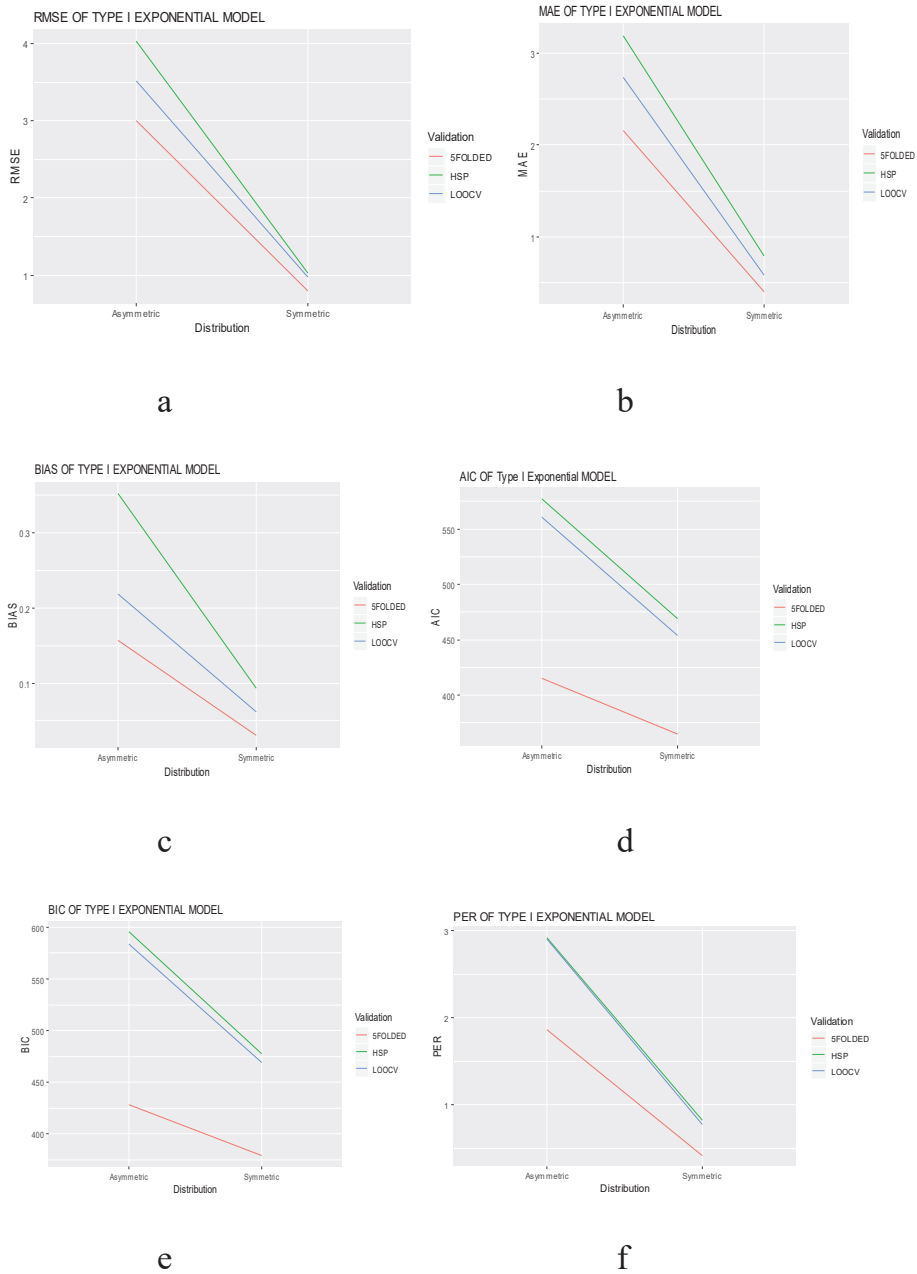 RMSE OF TYPE I EXPONENTIAL MODEL
4
3
2
1
RMSE
Asymmetric
Symmetric
Distribution
Validation
5FOLDED
HSP
LOOCV
a
MAE OF TYPE I EXPONENTIAL MODEL
3
2
1
MAE
Asymmetric
Symmetric
Distribution
Validation
5FOLDED
HSP
LOOCV
b
BIAS OF TYPE I EXPONENTIAL MODEL
0.3
0.2
0.1
BIAS
Asymmetric
Symmetric
Distribution
Validation
5FOLDED
HSP
LOOCV
c
AIC OF Type I Exponential MODEL
550
500
450
400
AIC
Asymmetric
Symmetric
Distribution
Validation
5FOLDED
HSP
LOOCV
d
BIC OF TYPE I EXPONENTIAL MODEL
600
550
500
450
400
BIC
Asymmetric
Symmetric
Distribution
Validation
5FOLDED
HSP
LOOCV
e
PER OF TYPE I EXPONENTIAL MODEL
3
2
1
PER
Asymmetric
Symmetric
Distribution
Validation
5FOLDED
HSP
LOOCV
f